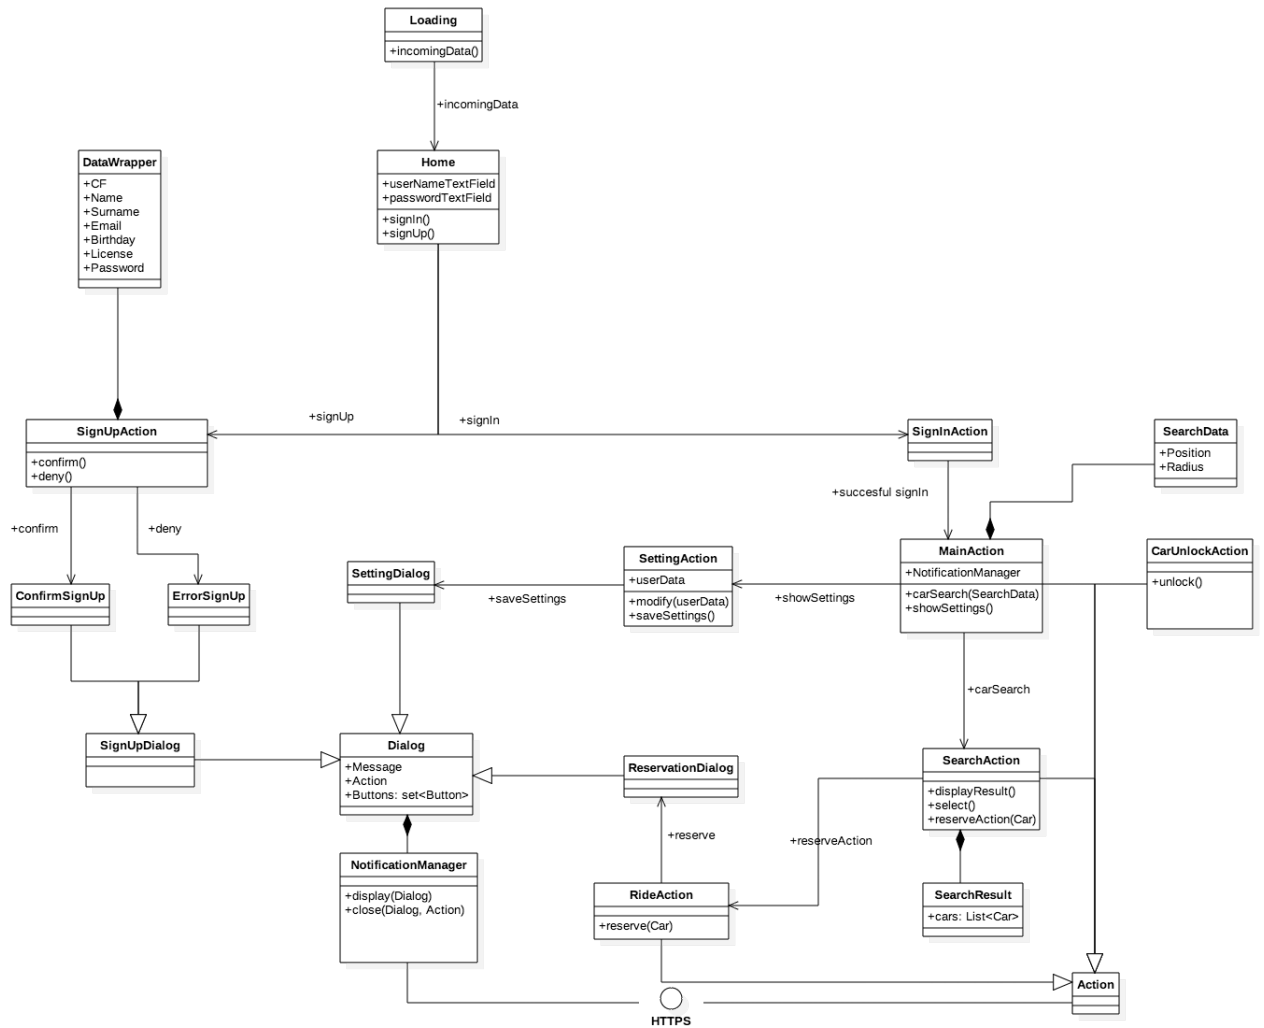 Loading
+incomingData()
+incomingData
DataWrapper
+CF
+Name
+Surname
+Email
+Birthday
+License
+Password
Home
+userNameTextField
+passwordTextField
+signIn()
+signUp()
+signUp
+signIn
SignUpAction
+confirm()
+deny()
SignInAction
SearchData
+Position
+Radius
+succesful signIn
+confirm
+deny
MainAction
+NotificationManager
+carSearch(SearchData)
+showSettings()
CarUnlockAction
+unlock()
SettingAction
+userData
+modify(userData)
+saveSettings()
SettingDialog
+saveSettings
+showSettings
ConfirmSignUp
ErrorSignUp
+carSearch
SignUpDialog
Dialog
+Message
+Action
+Buttons: set<Button>
ReservationDialog
SearchAction
+displayResult()
+select()
+reserveAction(Car)
+reserve
+reserveAction
NotificationManager
+display(Dialog)
+close(Dialog, Action)
RideAction
+reserve(Car)
SearchResult
+cars: List<Car>
Action
HTTPS